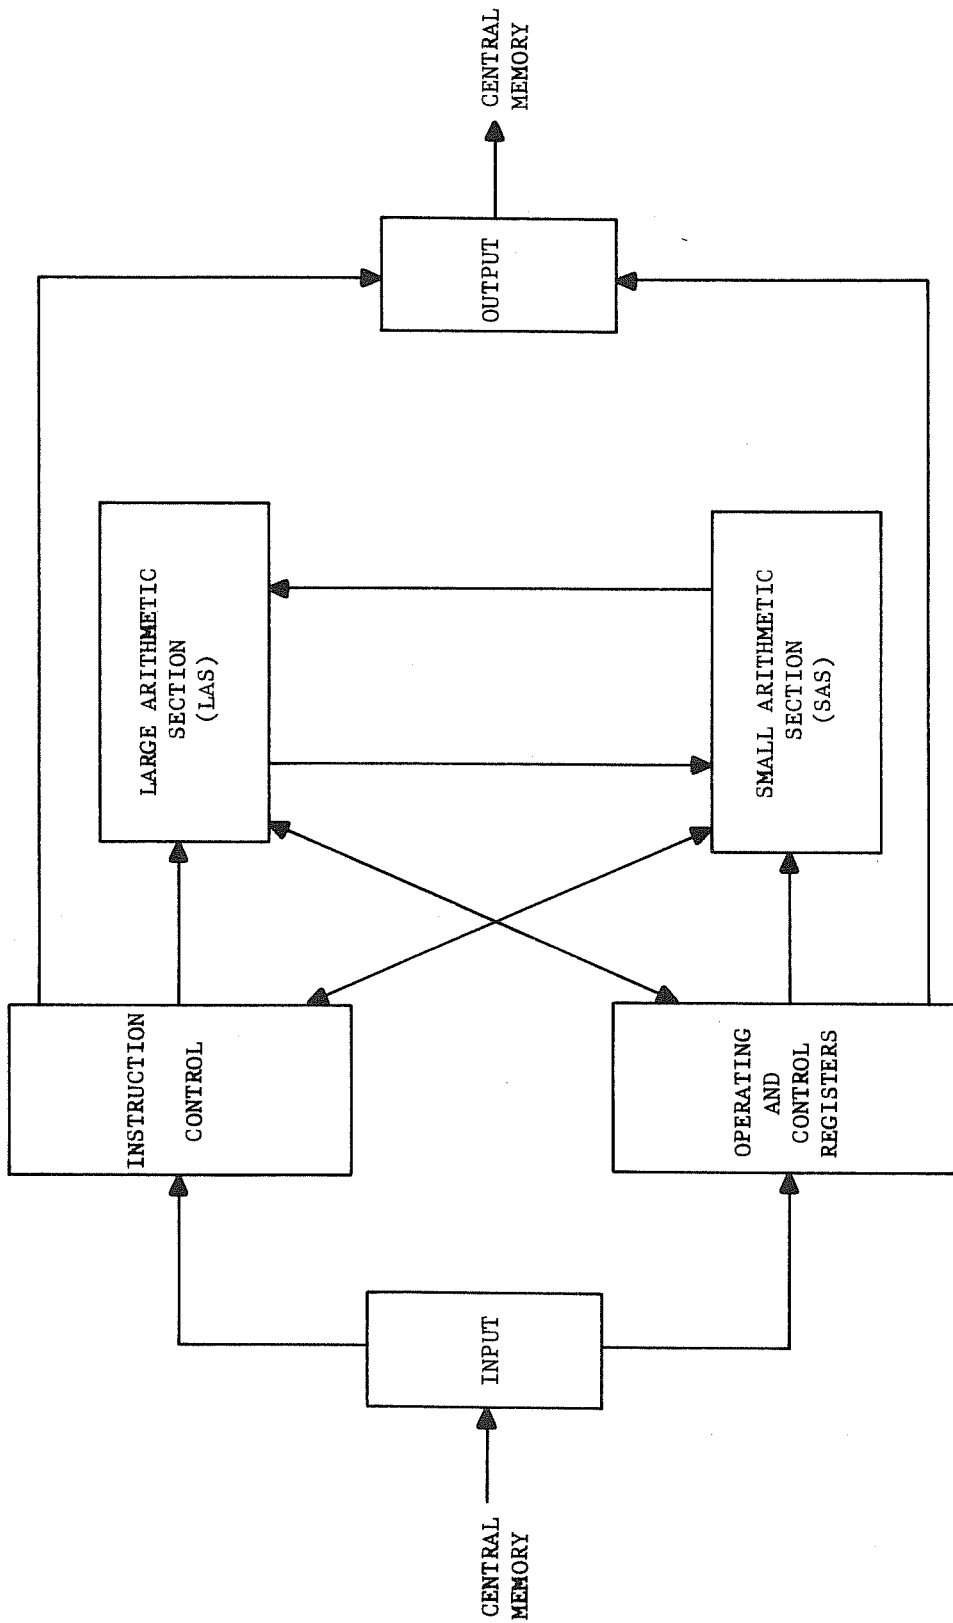 CENTRAL
MEMORY
INPUT
INSTRUCTION
CONTROL
OPERATING
AND
CONTROL
REGISTERS
LARGE ARITHMETIC
SECTION
(LAS)
SMALL ARITHMETIC
SECTION
(SAS)
OUTPUT
CENTRAL
MEMORY